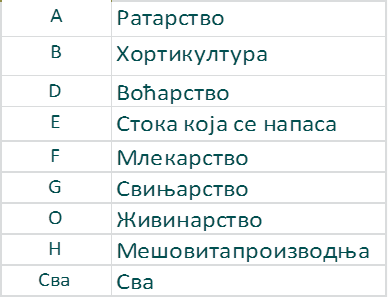 A Ратарство
B Хортикултура
D Воћарство
E Стока која се напаса
F Млекарство
G Свињарство
O Живинарство
H Мешовитапроизводња
Сва Сва